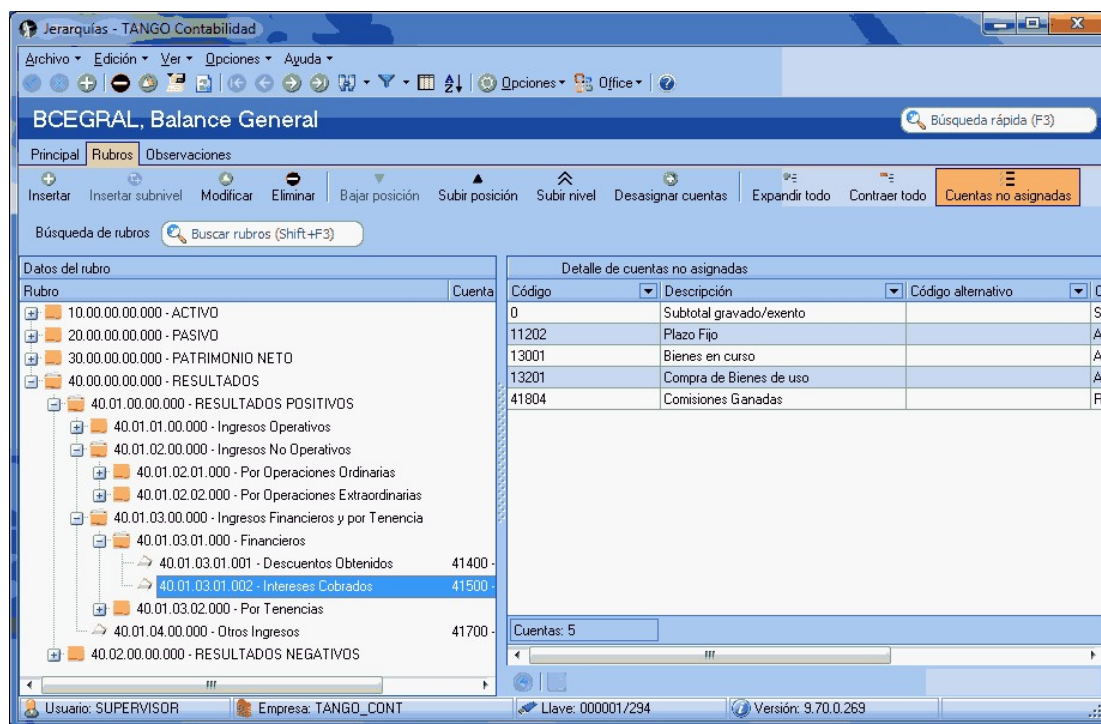 Jerarquías - TANGO Contabilidad
Archivo Edición Ver Opciones Ayuda
Opciones Office
BCEGRAL, Balance General
Búsqueda rápida (F3)
Principal Rubros Observaciones
Insertar Insertar subnivel Modificar Eliminar Bajar posición Subir posición Subir nivel Desasignar cuentas Expandir todo Contraer todo Cuentas no asignadas
Búsqueda de rubros Buscar rubros (Shift+F3)
Datos del rubro
Rubro Cuenta
10.00.00.00.000 - ACTIVO
20.00.00.00.000 - PASIVO
30.00.00.00.000 - PATRIMONIO NETO
40.00.00.00.000 - RESULTADOS
40.01.00.00.000 - RESULTADOS POSITIVOS
40.01.01.00.000 - Ingresos Operativos
40.01.02.00.000 - Ingresos No Operativos
40.01.02.01.000 - Por Operaciones Ordinarias
40.01.02.02.000 - Por Operaciones Extraordinarias
40.01.03.00.000 - Ingresos Financieros y por Tenencia
40.01.03.01.000 - Financieros
40.01.03.01.001 - Descuentos Obtenidos 41400 -
40.01.03.01.002 - Intereses Cobrados 41500 -
40.01.03.02.000 - Por Tenencias
40.01.04.00.000 - Otros Ingresos 41700 -
40.02.00.00.000 - RESULTADOS NEGATIVOS
Detalle de cuentas no asignadas
Código Descripción Código alternativo C
0 Subtotal gravado/exento S
11202 Plazo Fijo A
13001 Bienes en curso A
13201 Compra de Bienes de uso A
41804 Comisiones Ganadas R
Cuentas: 5
Usuario: SUPERVISOR Empresa: TANGO_CONT Llave: 000001/294 Versión: 9.70.0.269